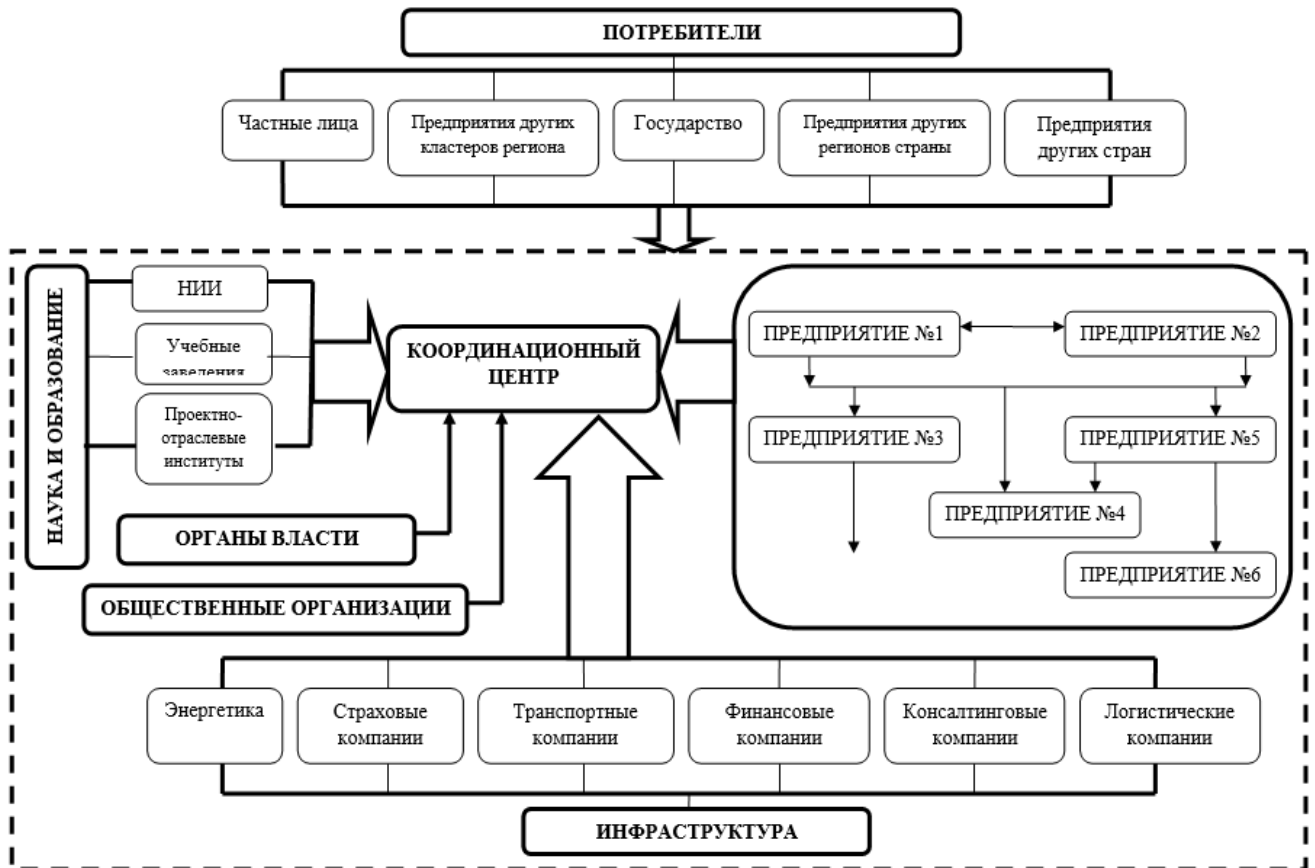 ПОТРЕБИТЕЛИ
Частные лица
Предприятия других
кластеров региона
Государство
Предприятия других
регионов страны
Предприятия
других стран
НАУКА И ОБРАЗОВАНИЕ
НИИ
Учебные
заведения
Проектно-
отраслевые
институты
КООРДИНАЦИОННЫЙ
ЦЕНТР
ПРЕДПРИЯТИЕ №1
ПРЕДПРИЯТИЕ №2
ПРЕДПРИЯТИЕ №3
ПРЕДПРИЯТИЕ №5
ПРЕДПРИЯТИЕ №4
ПРЕДПРИЯТИЕ №6
ОРГАНЫ ВЛАСТИ
ОБЩЕСТВЕННЫЕ ОРГАНИЗАЦИИ
Энергетика
Страховые
компании
Транспортные
компании
Финансовые
компании
Консалтинговые
компании
Логистические
компании
ИНФРАСТРУКТУРА